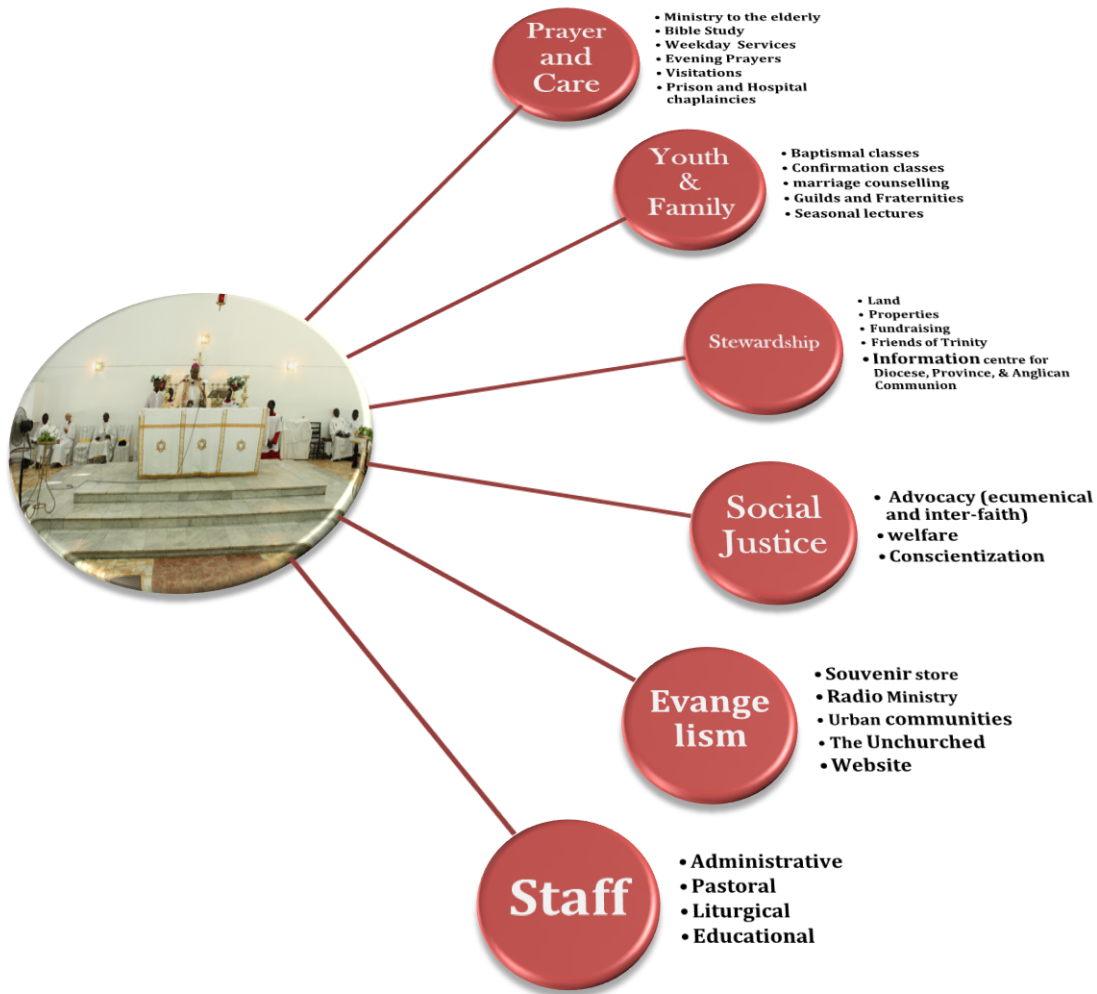 Prayer
and
Care
• Ministry to the elderly
• Bible Study
• Weekday Services
• Evening Prayers
• Visitations
• Prison and Hospital
chaplaincies
Youth
&
Family
• Baptismal classes
• Confirmation classes
• marriage counselling
• Guilds and Fraternities
• Seasonal lectures
Stewardship
• Land
• Properties
• Fundraising
• Friends of Trinity
• Information centre for
Diocese, Province, & Anglican
Communion
Social
Justice
• Advocacy (ecumenical
and inter-faith)
• welfare
• Conscientization
Evange
lism
• Souvenir store
• Radio Ministry
• Urban communities
• The Unchurched
• Website
Staff
• Administrative
• Pastoral
• Liturgical
• Educational